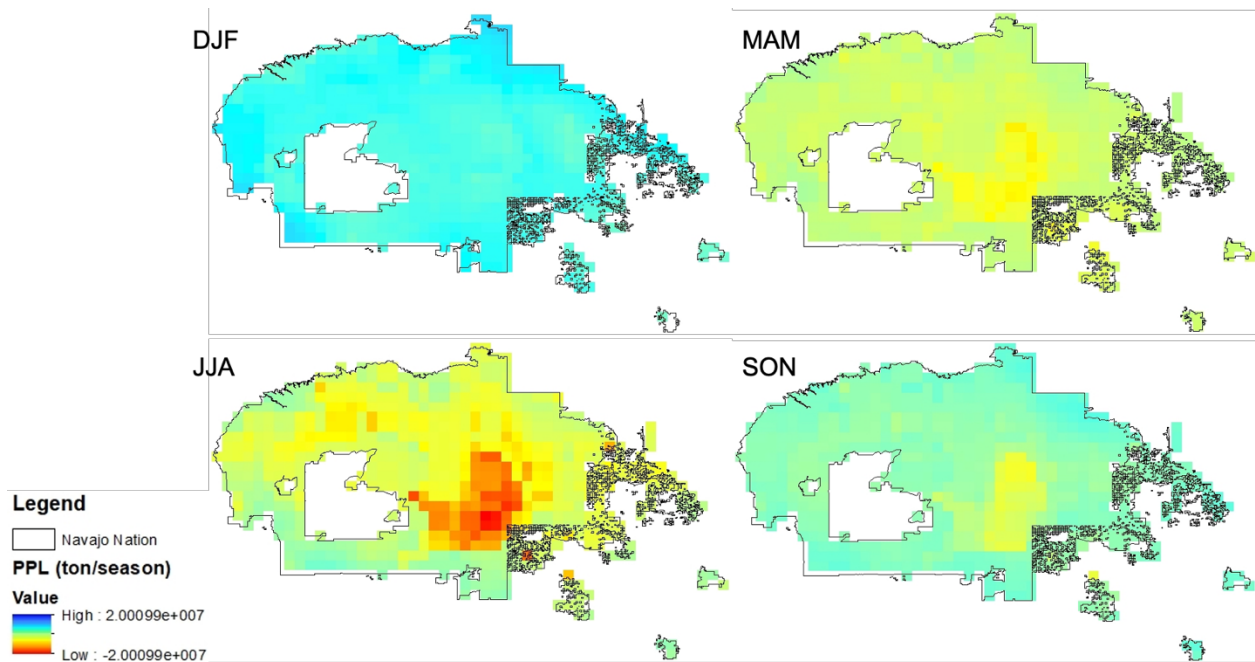 DJF
MAM
JJA
SON
Legend
Navajo Nation
PPL (ton/season)
Value
High : 2.00099e+007
Low : -2.00099e+007